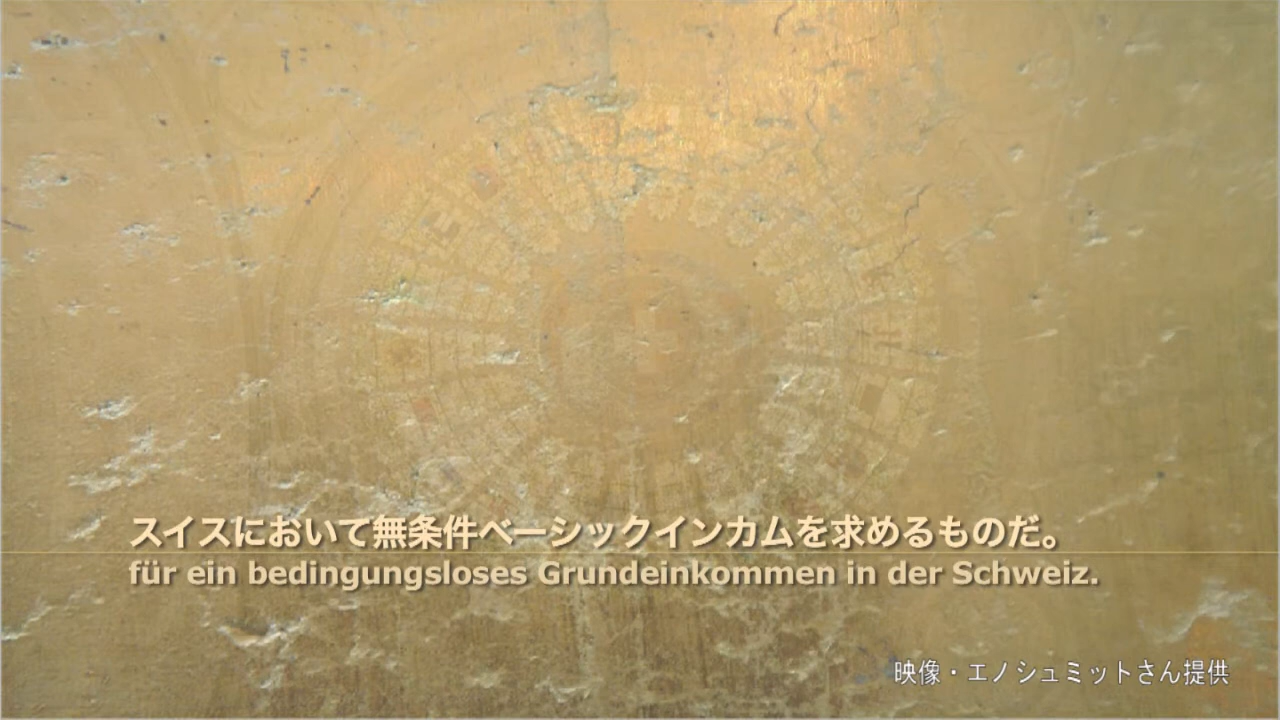 スイスにおいて無条件ベーシックインカムを求めるものだ。
für ein bedingungsloses Grundeinkommen in der Schweiz.
映像・エノシュミットさん提供